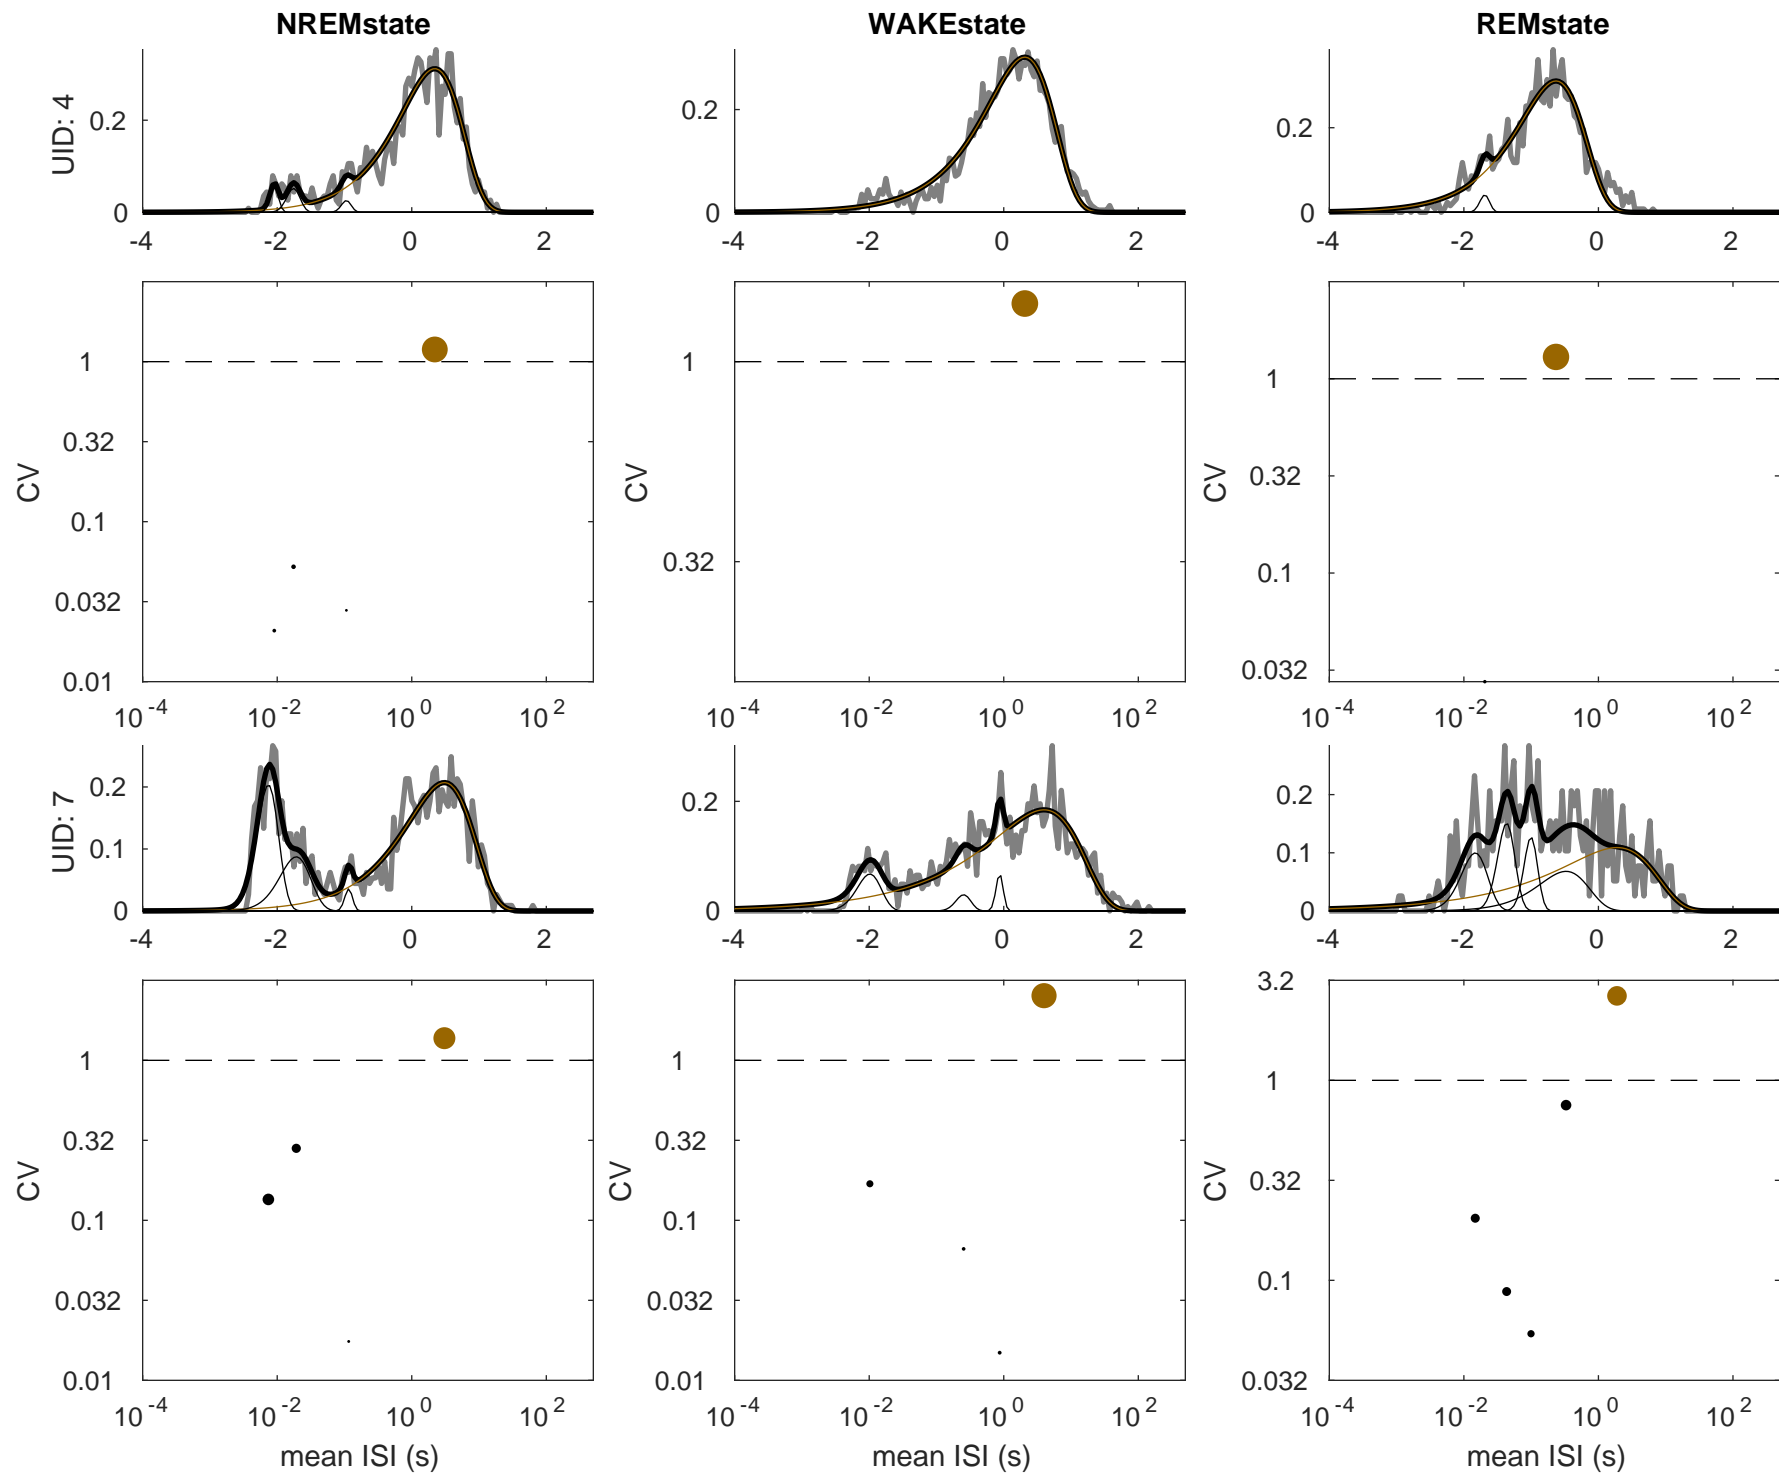 NREMstate WAKEstate REMstate
UID: 4
0.2 0.2 0.2
0 0 0
-4 -2 0 2 -4 -2 0 2 -4 -2 0 2
CV CV CV
1 1 1
0.32 0.32 0.32
0.1 0.1
0.032 0.032
0.01
10^-4 10^-2 10^0 10^2 10^-4 10^-2 10^0 10^2 10^-4 10^-2 10^0 10^2
UID: 7
0.2 0.2 0.2
0.1 0.1
0 0 0
-4 -2 0 2 -4 -2 0 2 -4 -2 0 2
CV CV CV
3.2
1 1 1
0.32 0.32 0.32
0.1 0.1 0.1
0.032 0.032 0.032
0.01 0.01
10^-4 10^-2 10^0 10^2 10^-4 10^-2 10^0 10^2 10^-4 10^-2 10^0 10^2
mean ISI (s) mean ISI (s) mean ISI (s)